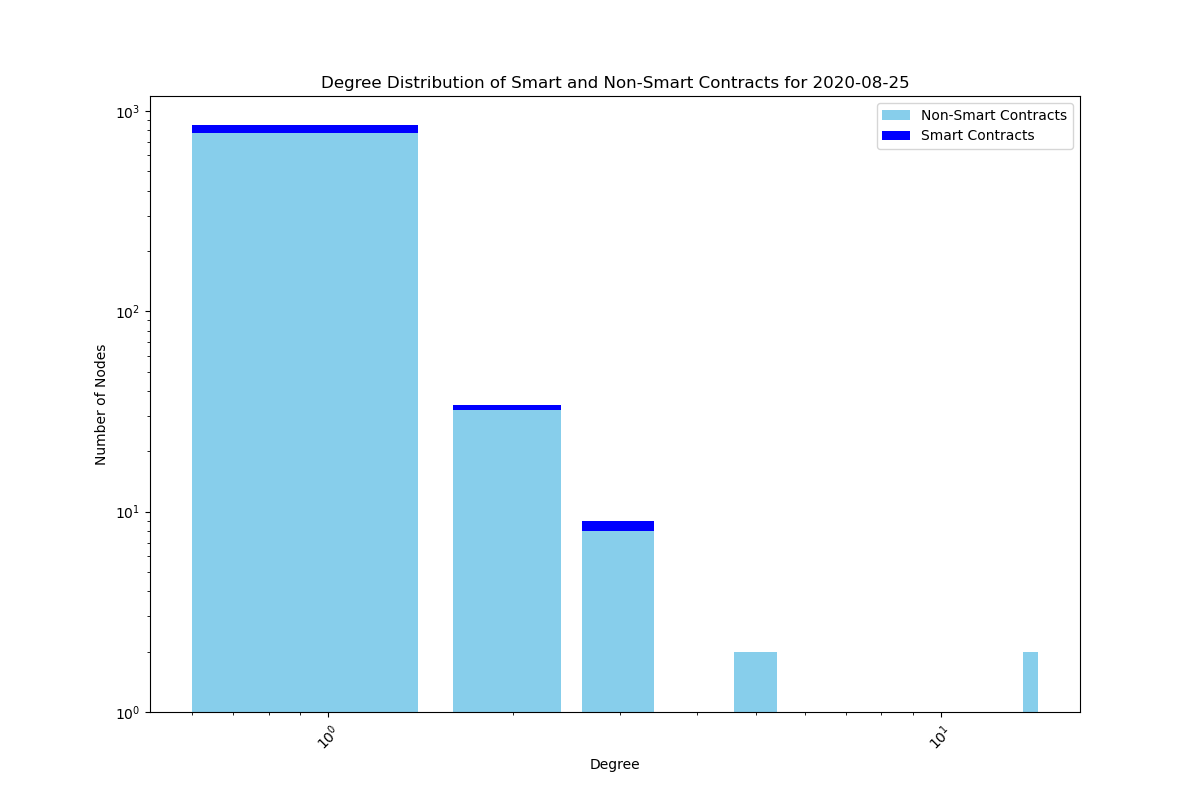 Degree Distribution of Smart and Non-Smart Contracts for 2020-08-25
Non-Smart Contracts
Smart Contracts
10³
10²
10¹
10⁰
Number of Nodes
10⁰
10¹
Degree